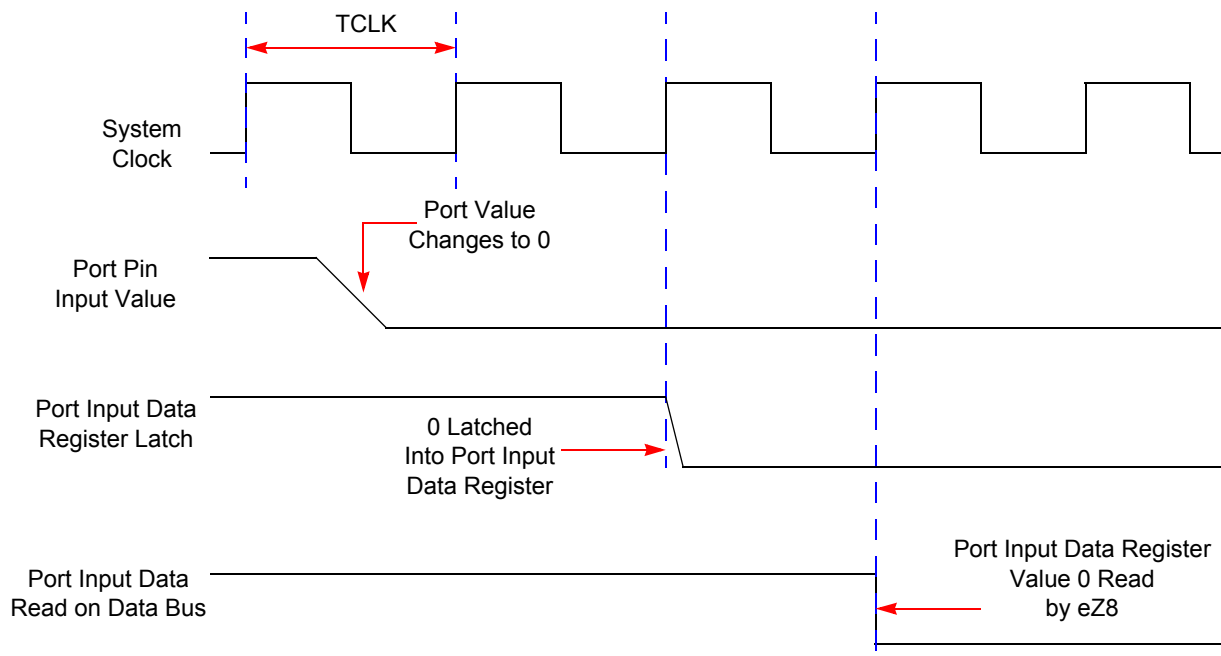 TCLK
System
Clock
Port Value
Changes to 0
Port Pin
Input Value
Port Input Data
Register Latch
0 Latched
Into Port Input
Data Register
Port Input Data Register
Value 0 Read
by eZ8
Port Input Data
Read on Data Bus